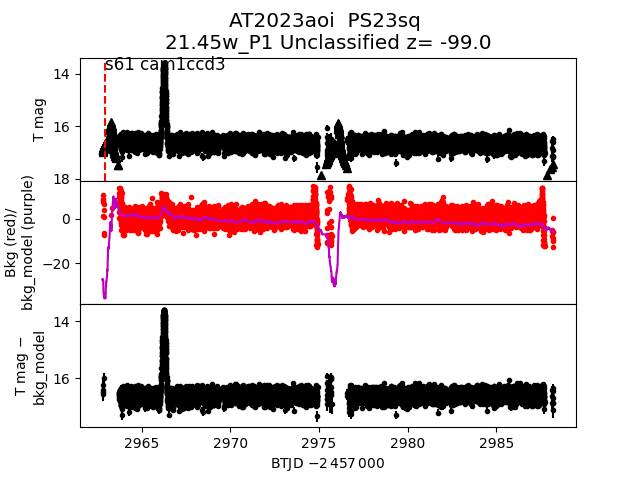 AT2023aoi  PS23sq
21.45w_P1 Unclassified z= -99.0
s61 cam1ccd3
T mag
14
16
18
Bkg (red)/
bkg_model (purple)
0
−20
T mag −
bkg_model
14
16
2965
2970
2975
2980
2985
BTJD −2 457 000